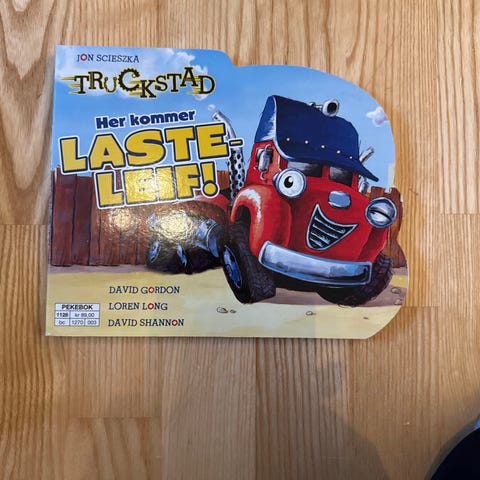 JON SCIESZKA
TRUCKSTAD
Her kommer
LASTE-
LEIF!
DAVID GORDON
LOREN LONG
DAVID SHANNON
PEKEBOK
1128 kr 89,00
bc 1270 003